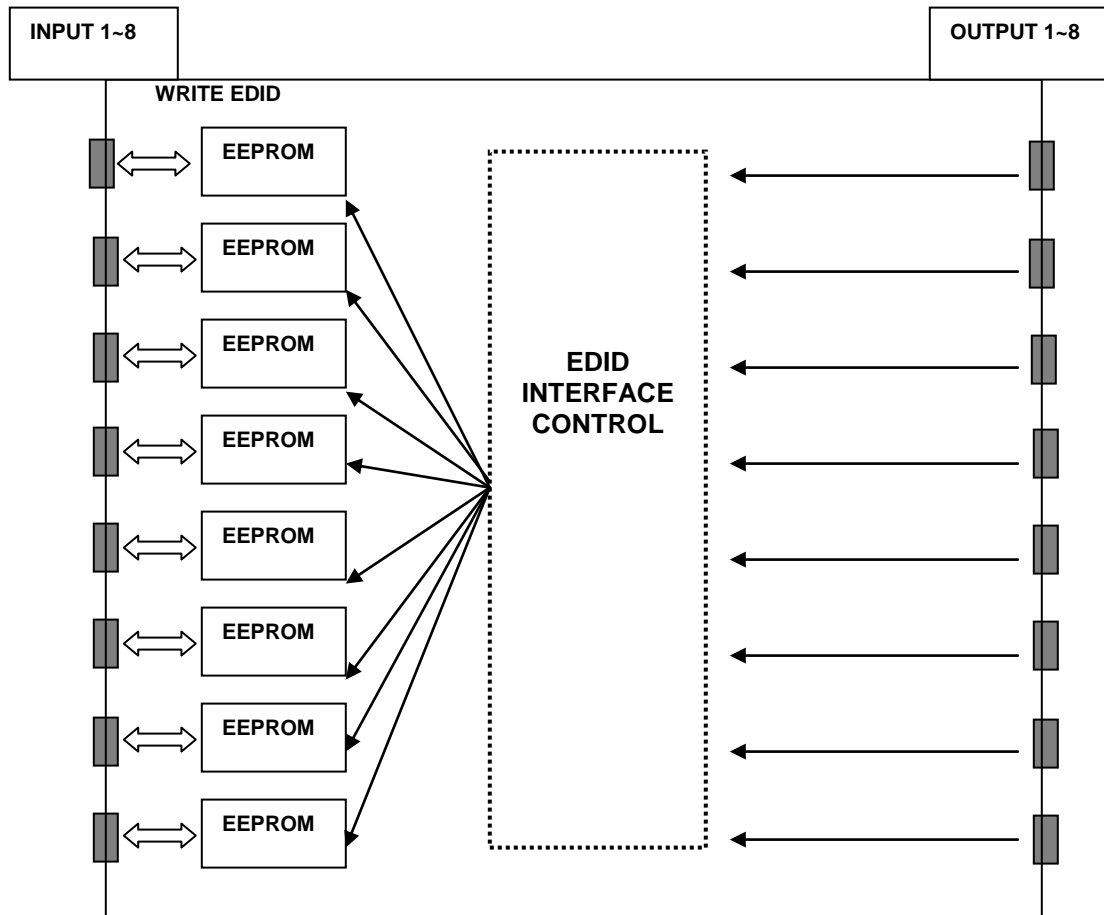 INPUT 1~8
OUTPUT 1~8
WRITE EDID
EEPROM
EEPROM
EEPROM
EEPROM
EEPROM
EEPROM
EEPROM
EEPROM
EDID
INTERFACE
CONTROL